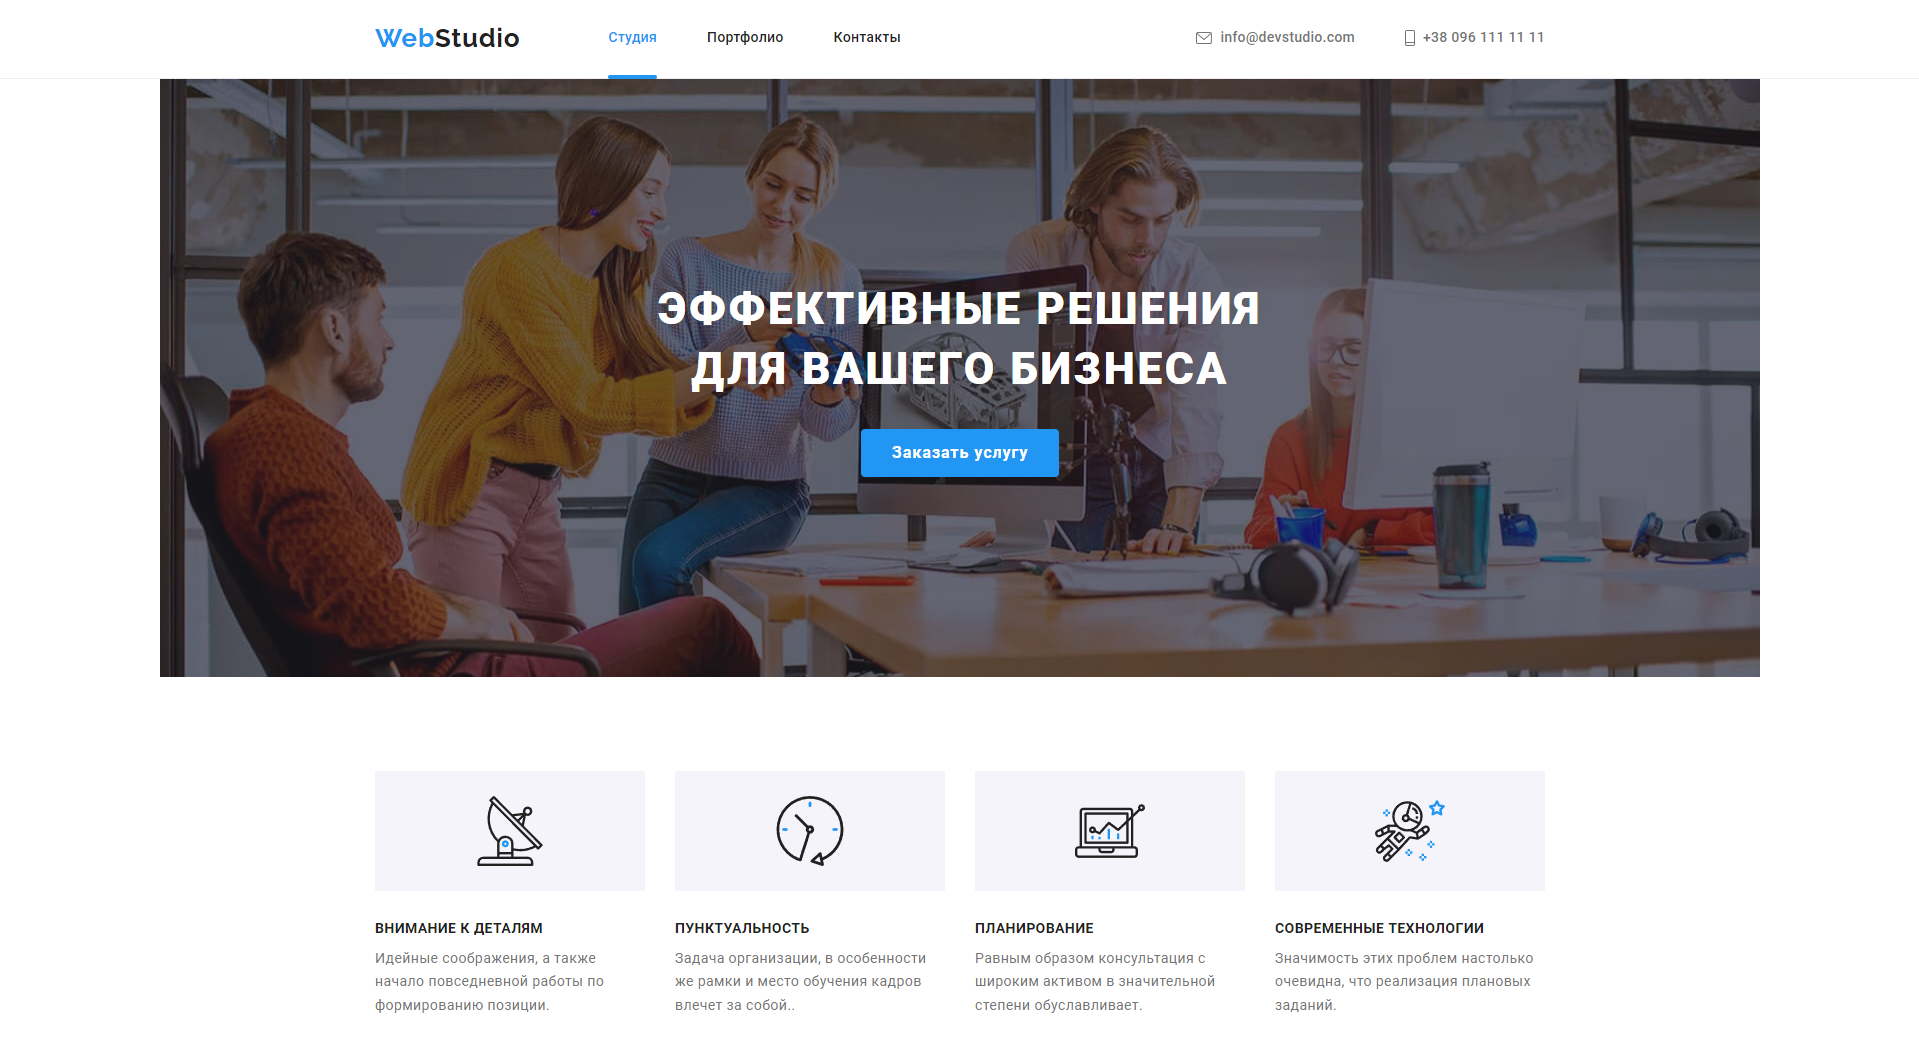 WebStudio
Студия
Портфолио
Контакты
info@devstudio.com
+38 096 111 11 11
ЭФФЕКТИВНЫЕ РЕШЕНИЯ
ДЛЯ ВАШЕГО БИЗНЕСА
Заказать услугу
ВНИМАНИЕ К ДЕТАЛЯМ
Идейные соображения, а также
начало повседневной работы по
формированию позиции.
ПУНКТУАЛЬНОСТЬ
Задача организации, в особенности
же рамки и место обучения кадров
влечет за собой..
ПЛАНИРОВАНИЕ
Равным образом консультация с
широким активом в значительной
степени обуславливает.
СОВРЕМЕННЫЕ ТЕХНОЛОГИИ
Значимость этих проблем настолько
очевидна, что реализация плановых
заданий.